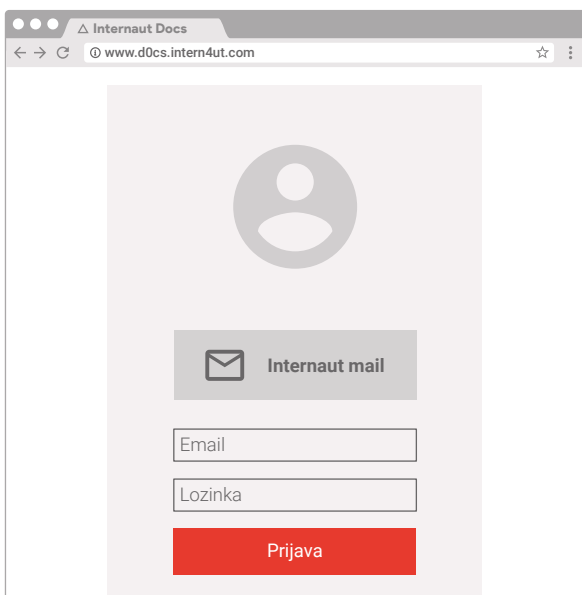 Internaut Docs
www.d0cs.intern4ut.com
Internaut mail
Email
Lozinka
Prijava